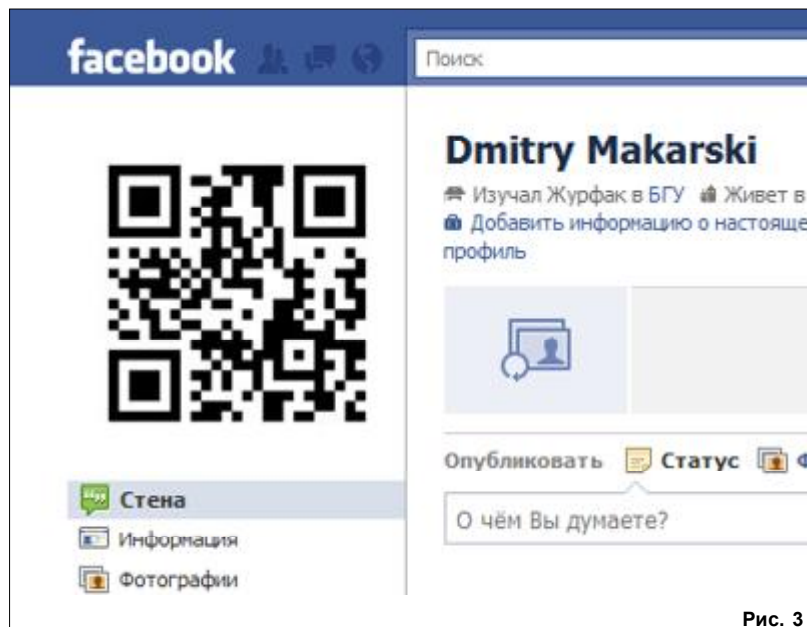 facebook
Поиск
Dmitry Makarski
Изучал Журфак в БГУ Живет в
Добавить информацию о настояще
профиль
Опубликовать Статус Ф
О чём Вы думаете?
Стена
Информация
Фотографии
Рис. 3